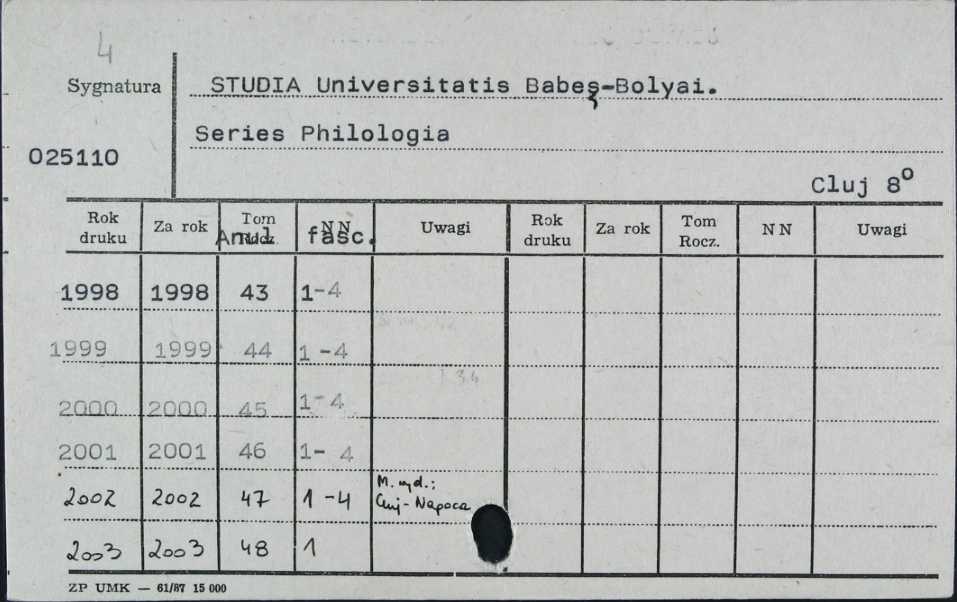 4
Sygnatura STUDIA Universitatis Babeş-Bolyai.
Series Philologia
025110
Cluj 8°
Rok druku Za rok Tom Rocz. NN Uwagi Rok druku Za rok Tom Rocz. NN Uwagi
Anul fasc.
1998 1998 43 1-4
1999 1999 44 1-4
2000 2000 45 1-4
2001 2001 46 1-4
2002 2002 47 1-4 M. wyd.: Cluj-Napoca
2003 2003 48 1
ZP UMK — 61/87 15 000